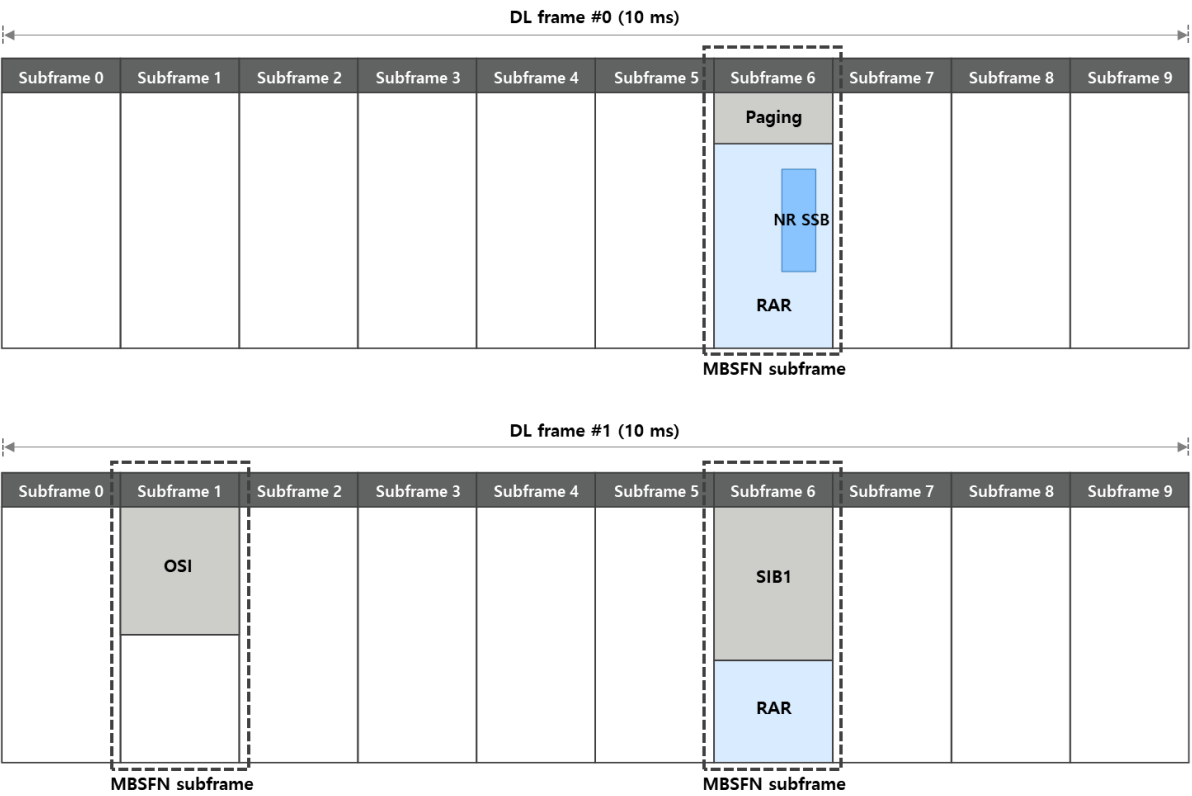 DL frame #0 (10 ms)
Subframe 0 Subframe 1 Subframe 2 Subframe 3 Subframe 4 Subframe 5 Subframe 6 Subframe 7 Subframe 8 Subframe 9
Paging
NR SSB
RAR
MBSFN subframe
DL frame #1 (10 ms)
Subframe 0 Subframe 1 Subframe 2 Subframe 3 Subframe 4 Subframe 5 Subframe 6 Subframe 7 Subframe 8 Subframe 9
OSI
SIB1
RAR
MBSFN subframe MBSFN subframe